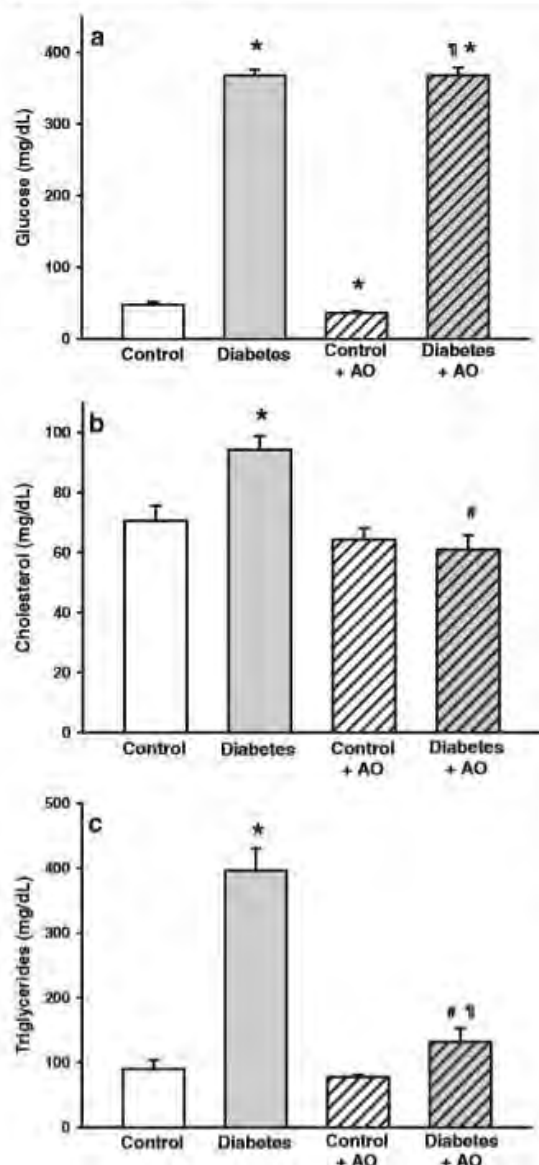 a
Glucose (mg/dL)
400
300
200
100
0
*
*
¶ *
Control
Diabetes
Control
+ AO
Diabetes
+ AO
b
Cholesterol (mg/dL)
100
80
60
40
20
0
*
#
Control
Diabetes
Control
+ AO
Diabetes
+ AO
c
Triglycerides (mg/dL)
500
400
300
200
100
0
*
# ¶
Control
Diabetes
Control
+ AO
Diabetes
+ AO